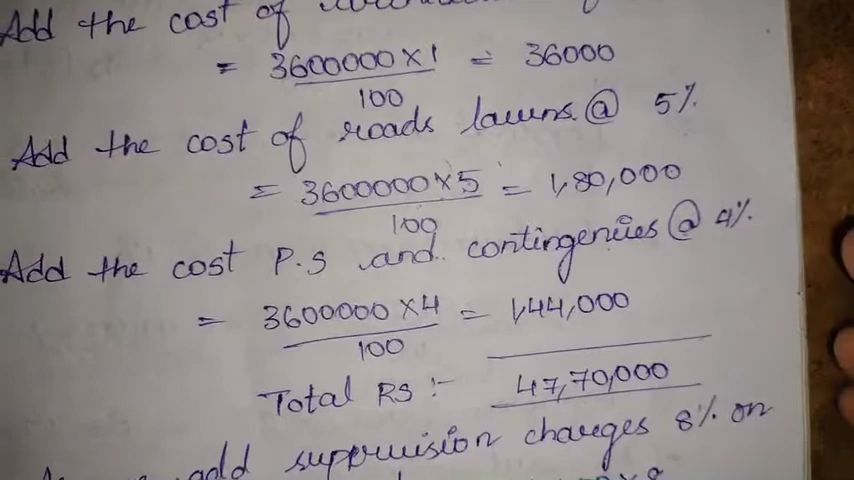 Add the cost of
= 3600000×1 = 36000
100
Add the cost of roads lawns @ 5%
= 3600000×5 = 1,80,000
100
Add the cost P.S and contingencies @ 4%
= 3600000×4 = 1,44,000
100
Total RS :- 47,70,000
add suppruision charges 8% on